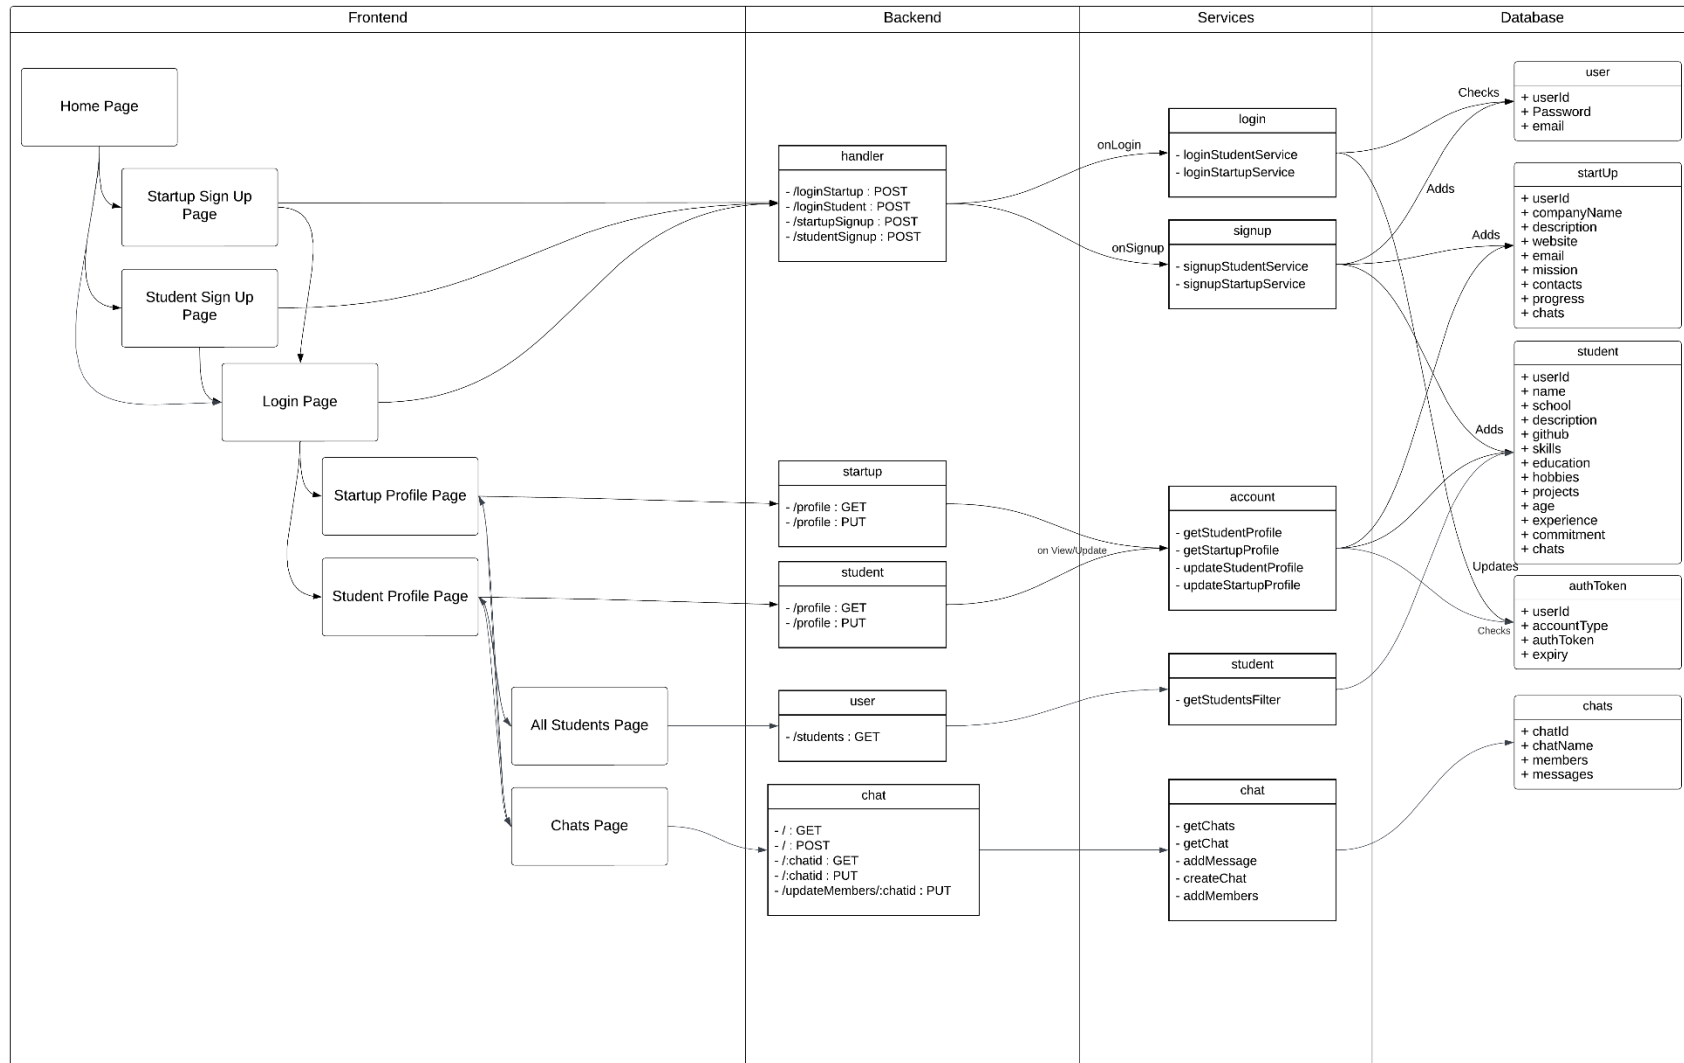 Frontend
Backend
Services
Database
Home Page
Startup Sign Up
Page
Student Sign Up
Page
Login Page
Startup Profile Page
Student Profile Page
All Students Page
Chats Page
handler
- /loginStartup : POST
- /loginStudent : POST
- /startupSignup : POST
- /studentSignup : POST
startup
- /profile : GET
- /profile : PUT
student
- /profile : GET
- /profile : PUT
user
- /students : GET
chat
- / : GET
- / : POST
- /:chatid : GET
- /:chatid : PUT
- /updateMembers/:chatid : PUT
onLogin
onSignup
on View/Update
login
- loginStudentService
- loginStartupService
signup
- signupStudentService
- signupStartupService
account
- getStudentProfile
- getStartupProfile
- updateStudentProfile
- updateStartupProfile
student
- getStudentsFilter
chat
- getChats
- getChat
- addMessage
- createChat
- addMembers
Checks
Adds
Adds
Adds
Updates
Checks
user
+ userId
+ Password
+ email
startUp
+ userId
+ companyName
+ description
+ website
+ email
+ mission
+ contacts
+ progress
+ chats
student
+ userId
+ name
+ school
+ description
+ github
+ skills
+ education
+ hobbies
+ projects
+ age
+ experience
+ commitment
+ chats
authToken
+ userId
+ accountType
+ authToken
+ expiry
chats
+ chatId
+ chatName
+ members
+ messages